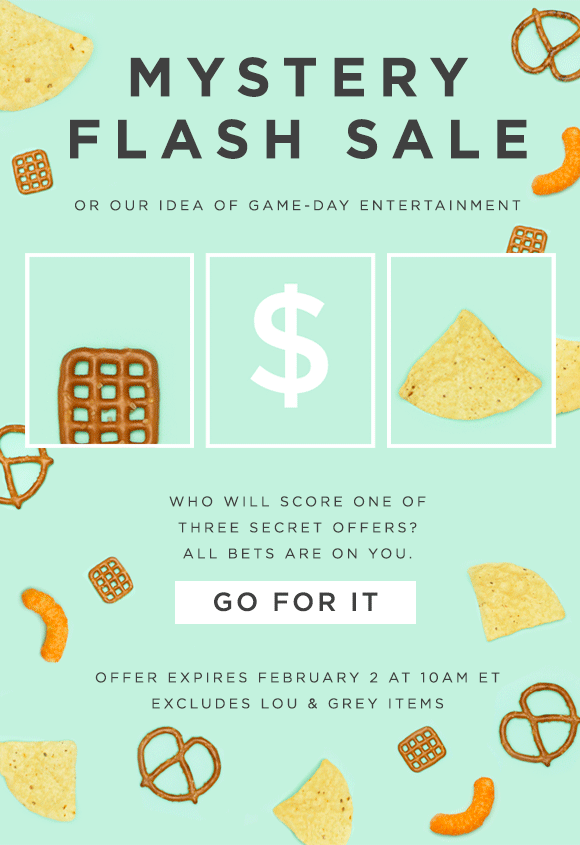 MYSTERY
FLASH SALE
OR OUR IDEA OF GAME-DAY ENTERTAINMENT
$
WHO WILL SCORE ONE OF
THREE SECRET OFFERS?
ALL BETS ARE ON YOU.
GO FOR IT
OFFER EXPIRES FEBRUARY 2 AT 10AM ET
EXCLUDES LOU & GREY ITEMS